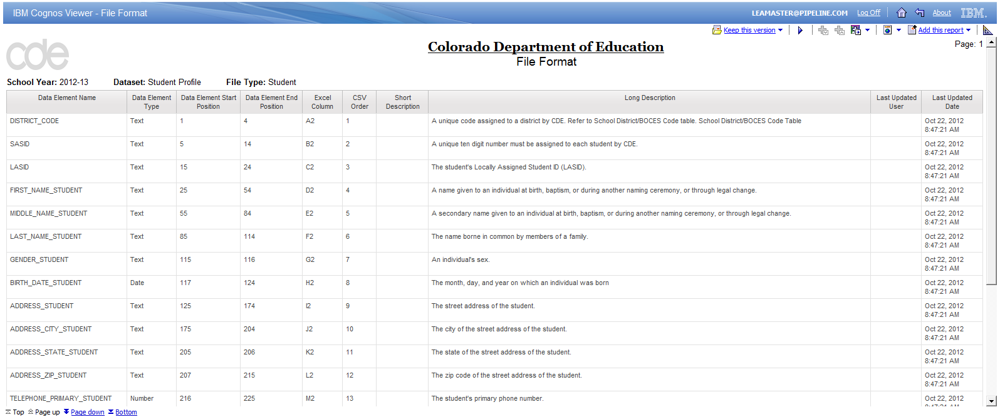 IBM Cognos Viewer - File Format
LEAMASTER@PIPELINE.COM Log Off About IBM.
Keep this version Add this report
cde
Colorado Department of Education
Page: 1
File Format
School Year: 2012-13 Dataset: Student Profile File Type: Student
Data Element Name Data Element Type Data Element Start Position Data Element End Position Excel Column CSV Order Short Description Long Description Last Updated User Last Updated Date
DISTRICT_CODE Text 1 4 A2 1 A unique code assigned to a district by CDE. Refer to School District/BOCES Code table. School District/BOCES Code Table Oct 22, 2012
8:47:21 AM
SASID Text 5 14 B2 2 A unique ten digit number must be assigned to each student by CDE. Oct 22, 2012
8:47:21 AM
LASID Text 15 24 C2 3 The student's Locally Assigned Student ID (LASID). Oct 22, 2012
8:47:21 AM
FIRST_NAME_STUDENT Text 25 54 D2 4 A name given to an individual at birth, baptism, or during another naming ceremony, or through legal change. Oct 22, 2012
8:47:21 AM
MIDDLE_NAME_STUDENT Text 55 84 E2 5 A secondary name given to an individual at birth, baptism, or during another naming ceremony, or through legal change. Oct 22, 2012
8:47:21 AM
LAST_NAME_STUDENT Text 85 114 F2 6 The name borne in common by members of a family. Oct 22, 2012
8:47:21 AM
GENDER_STUDENT Text 115 116 G2 7 An individual's sex. Oct 22, 2012
8:47:21 AM
BIRTH_DATE_STUDENT Date 117 124 H2 8 The month, day, and year on which an individual was born Oct 22, 2012
8:47:21 AM
ADDRESS_STUDENT Text 125 174 I2 9 The street address of the student. Oct 22, 2012
8:47:21 AM
ADDRESS_CITY_STUDENT Text 175 204 J2 10 The city of the street address of the student. Oct 22, 2012
8:47:21 AM
ADDRESS_STATE_STUDENT Text 205 206 K2 11 The state of the street address of the student. Oct 22, 2012
8:47:21 AM
ADDRESS_ZIP_STUDENT Text 207 215 L2 12 The zip code of the street address of the student. Oct 22, 2012
8:47:21 AM
TELEPHONE_PRIMARY_STUDENT Number 216 225 M2 13 The student's primary phone number. Oct 22, 2012
Top Page up Page down Bottom